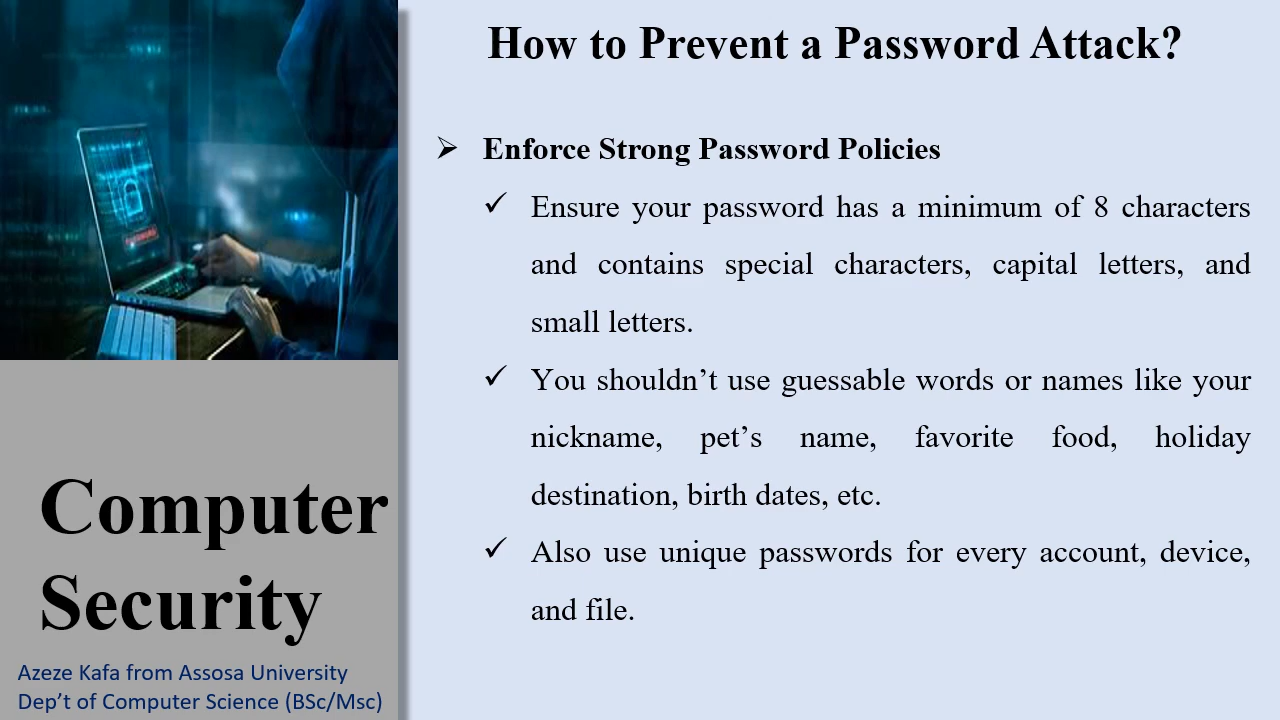 How to Prevent a Password Attack?
➢ Enforce Strong Password Policies
✓ Ensure your password has a minimum of 8 characters
and contains special characters, capital letters, and
small letters.
✓ You shouldn’t use guessable words or names like your
nickname, pet’s name, favorite food, holiday
destination, birth dates, etc.
✓ Also use unique passwords for every account, device,
and file.
Computer
Security
Azeze Kafa from Assosa University
Dep’t of Computer Science (BSc/Msc)